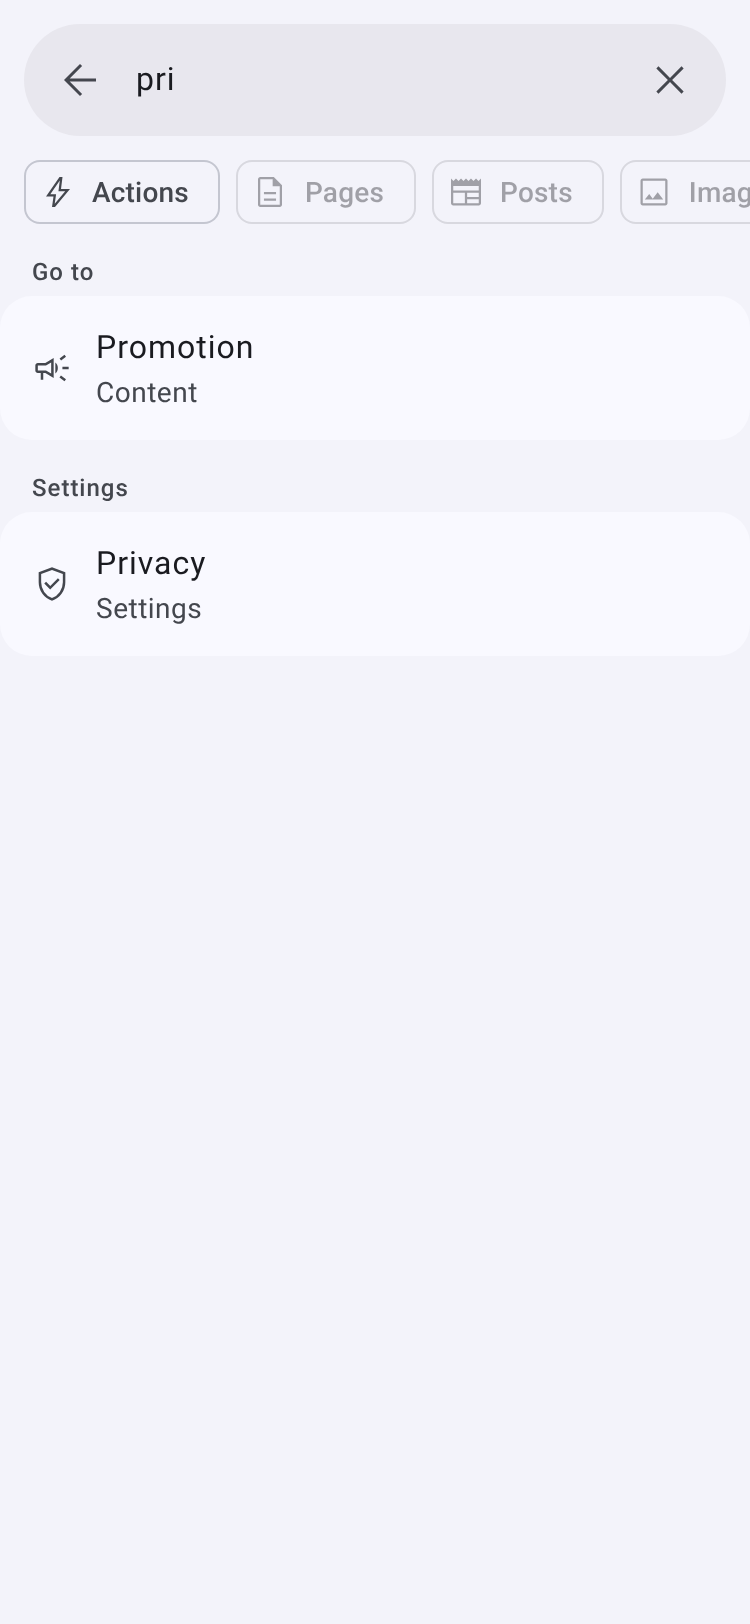 pri
Actions
Pages
Posts
Imag
Go to
Promotion
Content
Settings
Privacy
Settings